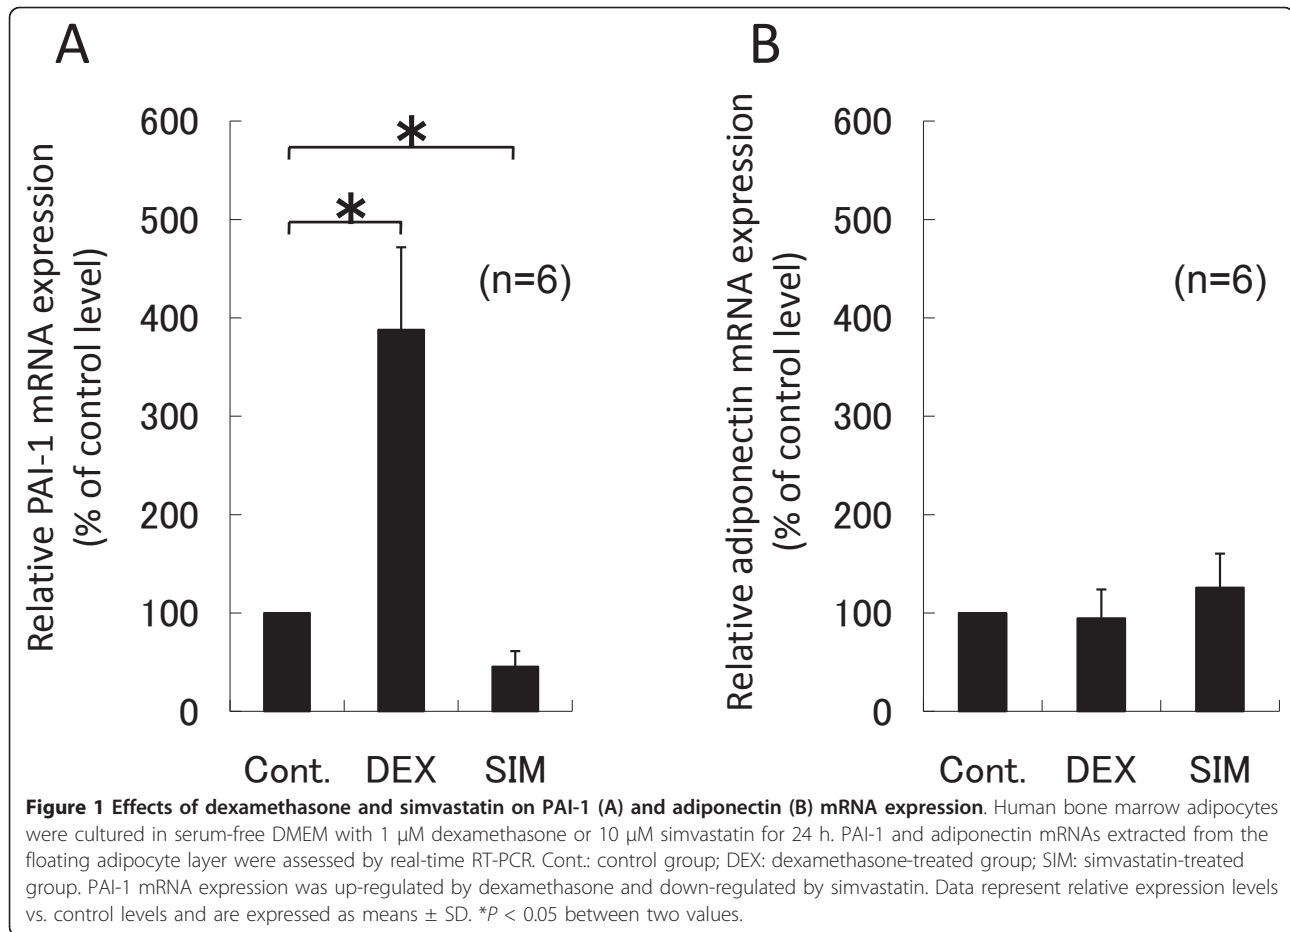 A
Relative PAI-1 mRNA expression
(% of control level)
600
500
400
300
200
100
0
*
*
(n=6)
Cont. DEX SIM
B
Relative adiponectin mRNA expression
(% of control level)
600
500
400
300
200
100
0
(n=6)
Cont. DEX SIM
Figure 1 Effects of dexamethasone and simvastatin on PAI-1 (A) and adiponectin (B) mRNA expression. Human bone marrow adipocytes
were cultured in serum-free DMEM with 1 μM dexamethasone or 10 μM simvastatin for 24 h. PAI-1 and adiponectin mRNAs extracted from the
floating adipocyte layer were assessed by real-time RT-PCR. Cont.: control group; DEX: dexamethasone-treated group; SIM: simvastatin-treated
group. PAI-1 mRNA expression was up-regulated by dexamethasone and down-regulated by simvastatin. Data represent relative expression levels
vs. control levels and are expressed as means ± SD. *P < 0.05 between two values.